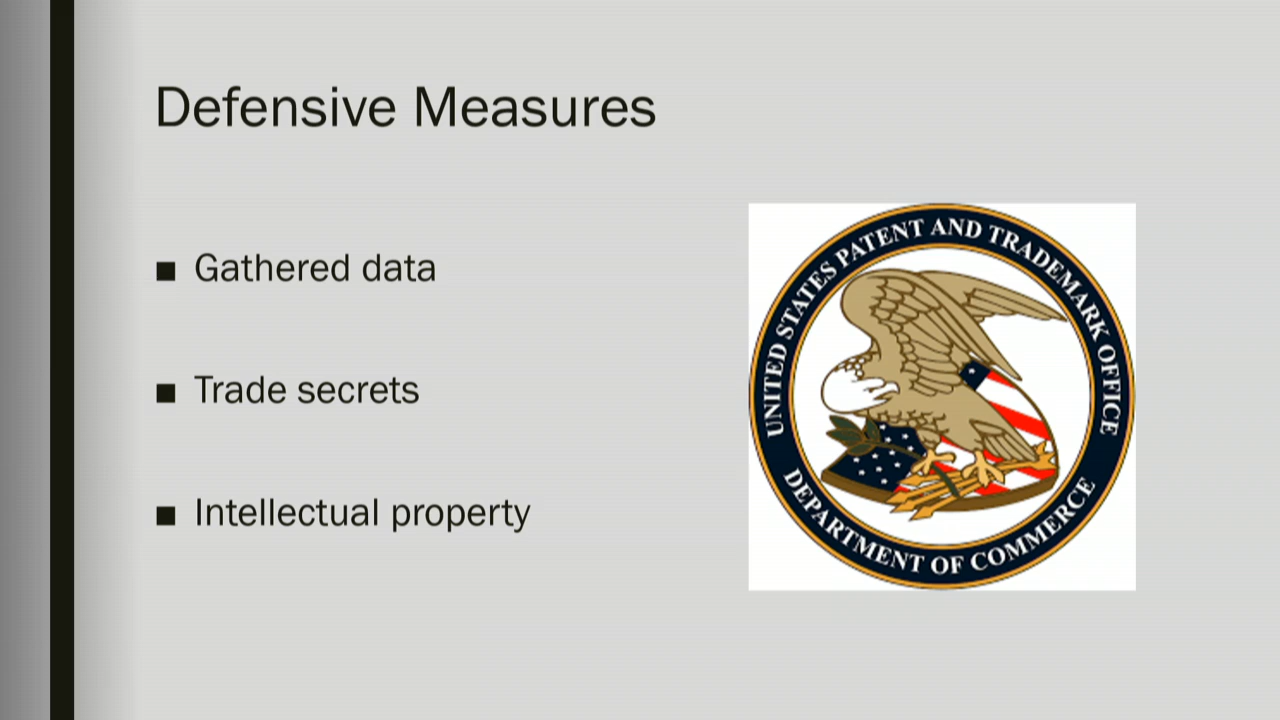 Defensive Measures
■ Gathered data
■ Trade secrets
■ Intellectual property
UNITED STATES PATENT AND TRADEMARK OFFICE
DEPARTMENT OF COMMERCE